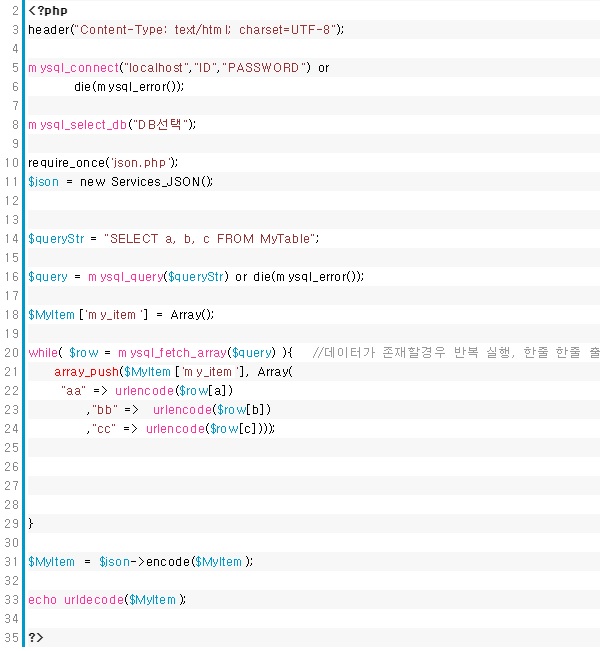 2 <?php
3 header("Content-Type: text/html; charset=UTF-8");
4
5 mysql_connect("localhost","ID","PASSWORD") or
6 die(mysql_error());
7
8 mysql_select_db("DB선택");
9
10 require_once('json.php');
11 $json = new Services_JSON();
12
13
14 $queryStr = "SELECT a, b, c FROM MyTable";
15
16 $query = mysql_query($queryStr) or die(mysql_error());
17
18 $MyItem['my_item'] = Array();
19
20 while( $row = mysql_fetch_array($query) ){ //데이터가 존재할경우 반복 실행, 한줄 한줄 출
21 array_push($MyItem['my_item'], Array(
22 "aa" => urlencode($row[a])
23 ,"bb" => urlencode($row[b])
24 ,"cc" => urlencode($row[c])));
25
26
27
28
29 }
30
31 $MyItem = $json->encode($MyItem);
32
33 echo urldecode($MyItem);
34
35 ?>